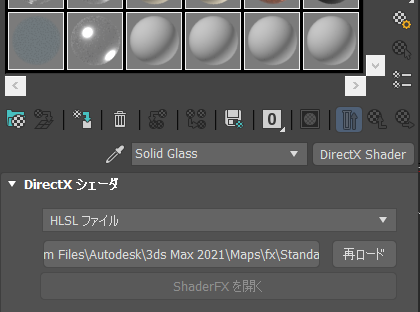 0
Solid Glass
DirectX Shader
DirectX シェーダ
HLSL ファイル
m Files\Autodesk\3ds Max 2021\Maps\fx\Standa
再ロード
ShaderFX を開く